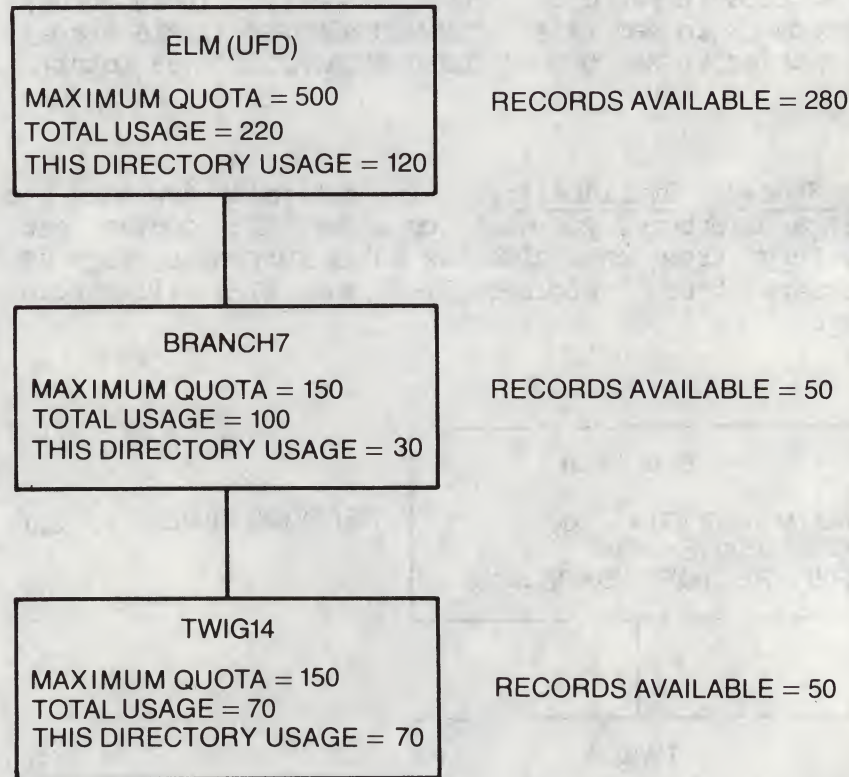 ELM (UFD)
MAXIMUM QUOTA = 500
TOTAL USAGE = 220
THIS DIRECTORY USAGE = 120
RECORDS AVAILABLE = 280
BRANCH7
MAXIMUM QUOTA = 150
TOTAL USAGE = 100
THIS DIRECTORY USAGE = 30
RECORDS AVAILABLE = 50
TWIG14
MAXIMUM QUOTA = 150
TOTAL USAGE = 70
THIS DIRECTORY USAGE = 70
RECORDS AVAILABLE = 50